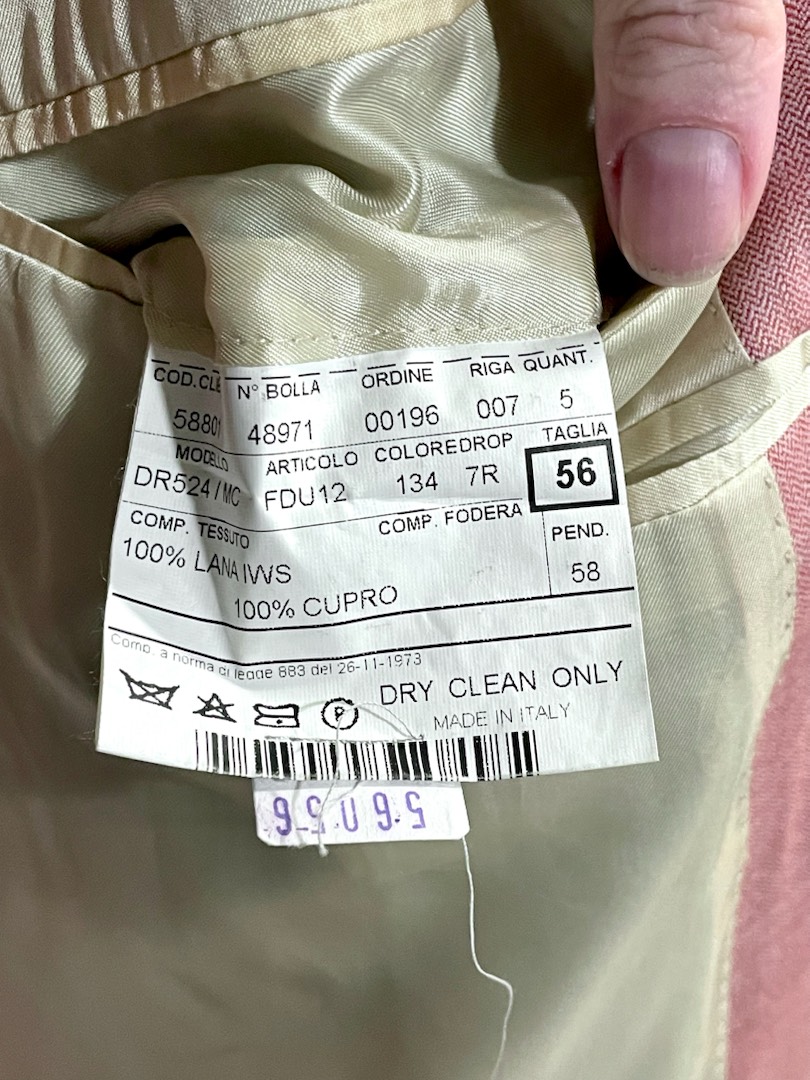 COD.CLI N° BOLLA ORDINE RIGA QUANT.
58801 48971 00196 007 5
MODELLO ARTICOLO COLORE DROP TAGLIA
DR524/MC FDU12 134 7R 56
COMP. TESSUTO COMP. FODERA PEND.
100% LANA IWS 58
100% CUPRO
Comp. a norma di legge 883 del 26-11-1973
P DRY CLEAN ONLY
MADE IN ITALY